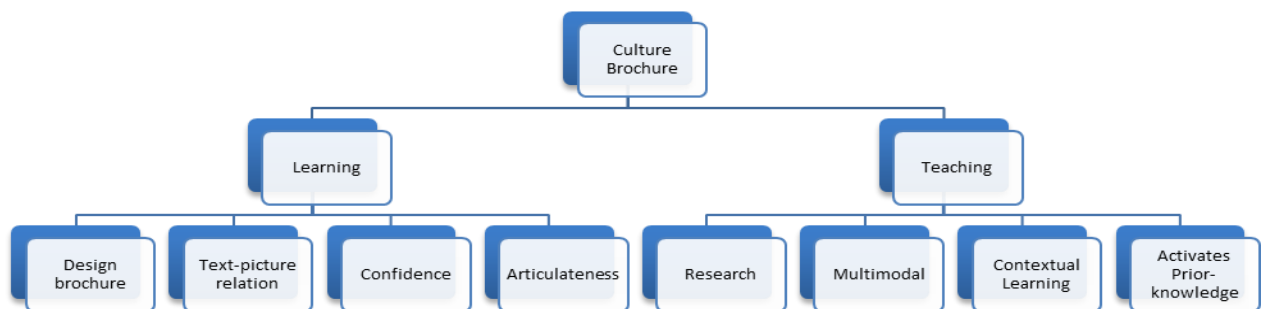 Culture
Brochure
Learning
Teaching
Design
brochure
Text-picture
relation
Confidence
Articulateness
Research
Multimodal
Contextual
Learning
Activates
Prior-
knowledge